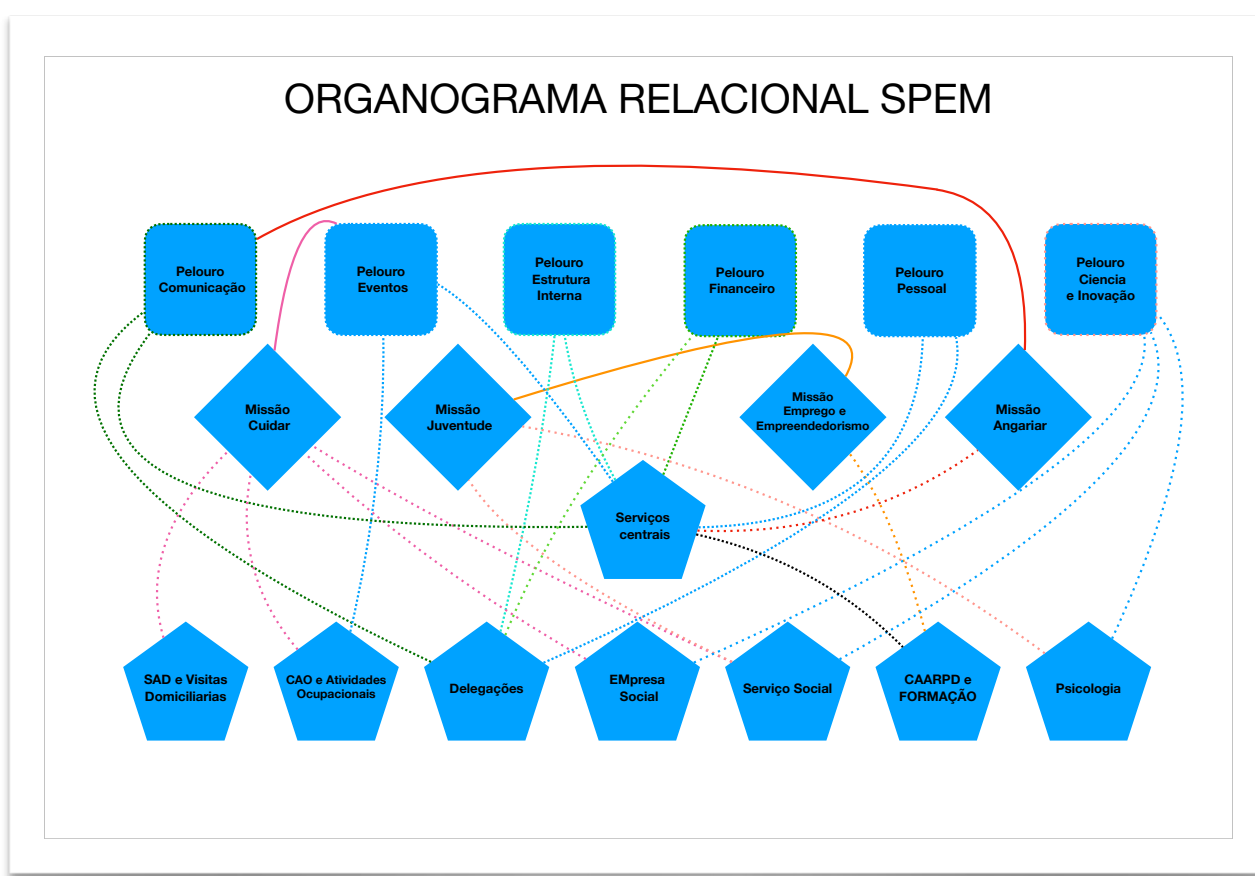 ORGANOGRAMA RELACIONAL SPEM
Pelouro
Comunicação
Pelouro
Eventos
Pelouro
Estrutura
Interna
Pelouro
Financeiro
Pelouro
Pessoal
Pelouro
Ciencia
e Inovação
Missão
Cuidar
Missão
Juventude
Missão
Emprego e
Empreendedorismo
Missão
Angariar
Serviços
centrais
SAD e Visitas
Domiciliarias
CAO e Atividades
Ocupacionais
Delegações
EMpresa
Social
Serviço Social
CAARPD e
FORMAÇÃO
Psicologia